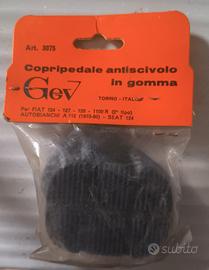 Art. 3075
Copripedale antiscivolo
in gomma
Gev
TORINO - ITALIA
Per FIAT 124 - 127 - 128 - 1100 R (2° tipo)
AUTOBIANCHI A 112 (1970-80) - SEAT 124
subito